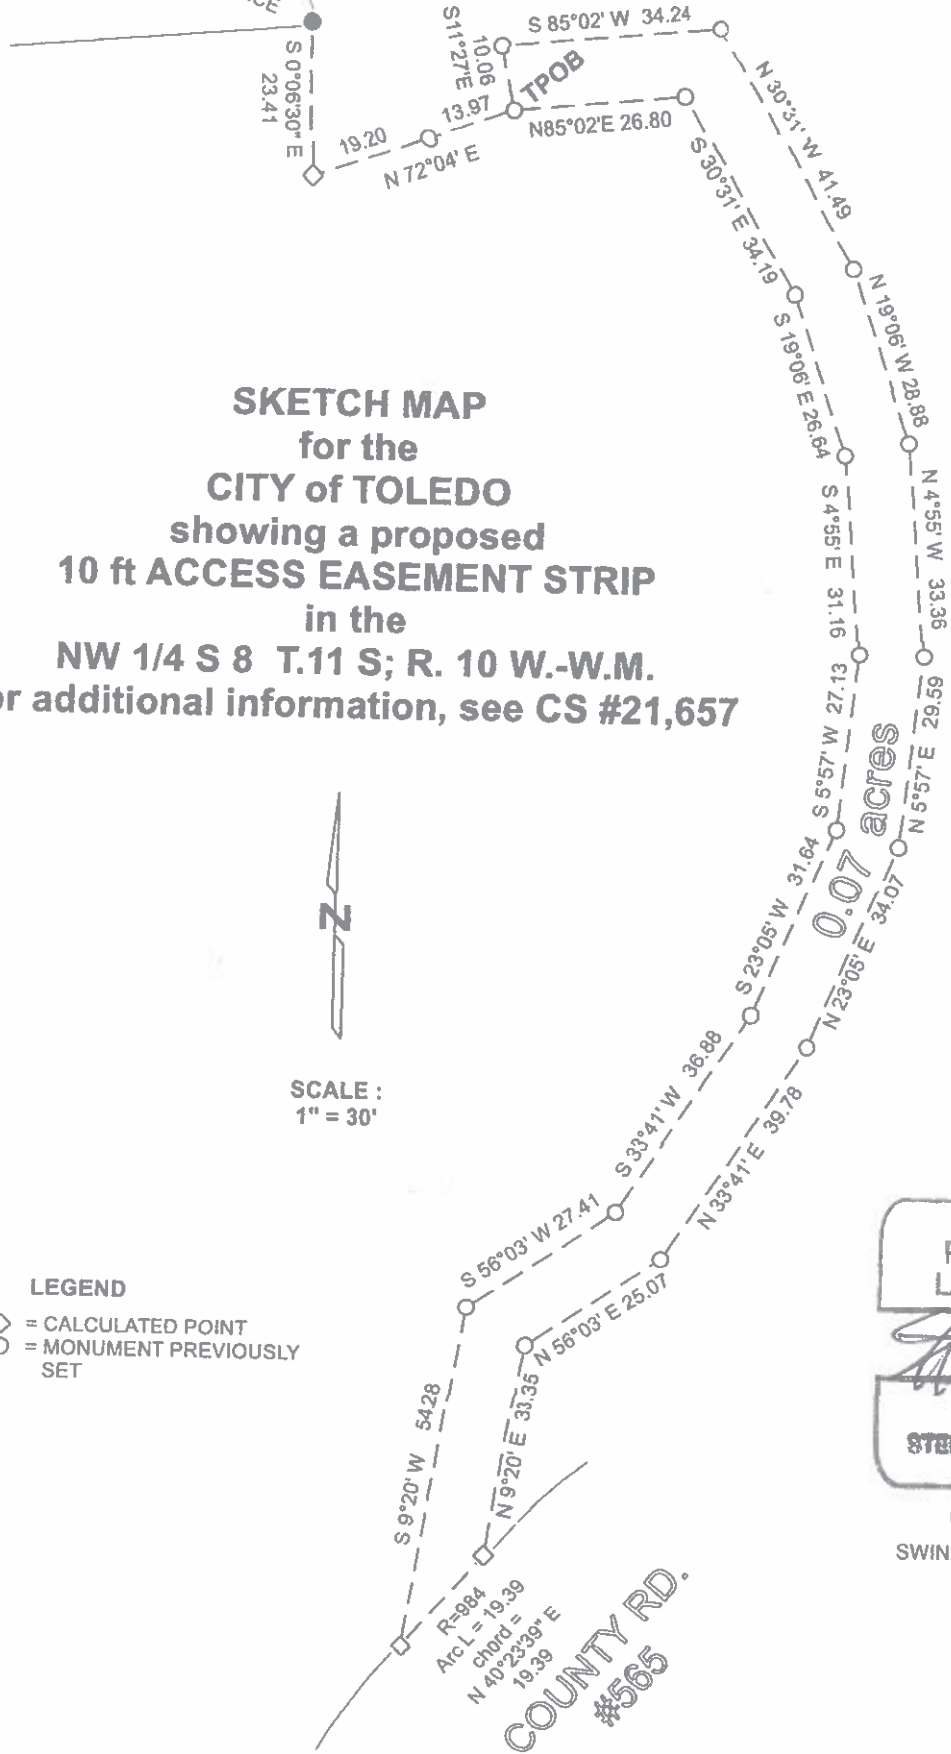 S 0°06'30" E
23.41
19.20
13.97
N 72°04' E
S11°27'E
10.06
TPOB
S 85°02' W 34.24
N85°02'E 26.80
N 30°31' W 41.49
S 30°31' E 34.19
N 19°06' W 28.88
S 19°06' E 26.64
N 4°55' W 33.36
S 4°55' E 31.16
N 5°57' E 29.59
S 5°57' W 27.13
0.07 acres
N 23°05' E 34.07
S 23°05' W 31.64
N 33°41' E 39.78
S 33°41' W 36.88
S 56°03' W 27.41
N 56°03' E 25.07
S 9°20' W 54.28
N 9°20' E 33.35
R=984
Arc L = 19.39
chord =
N 40°23'39" E
19.39
COUNTY RD.
#565
SKETCH MAP
for the
CITY of TOLEDO
showing a proposed
10 ft ACCESS EASEMENT STRIP
in the
NW 1/4 S 8 T.11 S; R. 10 W.-W.M.
r additional information, see CS #21,657
N
SCALE :
1" = 30'
LEGEND
= CALCULATED POINT
= MONUMENT PREVIOUSLY
SET
STE
SWIN